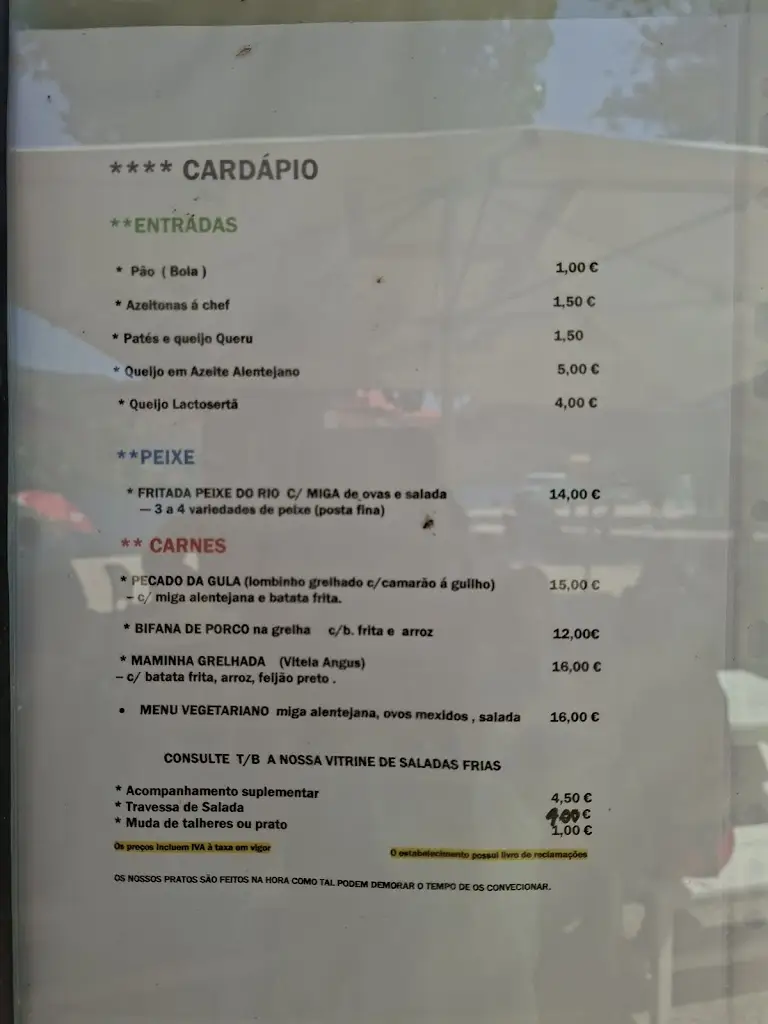 **** CARDÁPIO
**ENTRÁDAS
* Pão ( Bola ) 1,00 €
* Azeitonas á chef 1,50 €
* Patés e queijo Queru 1,50
* Queijo em Azeite Alentejano 5,00 €
* Queijo Lactosertã 4,00 €
**PEIXE
* FRITADA PEIXE DO RIO C/ MIGA de ovas e salada 14,00 €
— 3 a 4 variedades de peixe (posta fina)
** CARNES
* PECADO DA GULA (lombinho grelhado c/camarão á guilho) 15,00 €
– c/ miga alentejana e batata frita.
* BIFANA DE PORCO na grelha c/b. frita e arroz 12,00€
* MAMINHA GRELHADA (Vitela Angus) 16,00 €
– c/ batata frita, arroz, feijão preto .
• MENU VEGETARIANO miga alentejana, ovos mexidos , salada 16,00 €
CONSULTE T/B A NOSSA VITRINE DE SALADAS FRIAS
* Acompanhamento suplementar 4,50 €
* Travessa de Salada €
* Muda de talheres ou prato 1,00 €
Os preços incluem IVA à taxa em vigor O estabelecimento possui livro de reclamações
OS NOSSOS PRATOS SÃO FEITOS NA HORA COMO TAL PODEM DEMORAR O TEMPO DE OS CONVECIONAR.